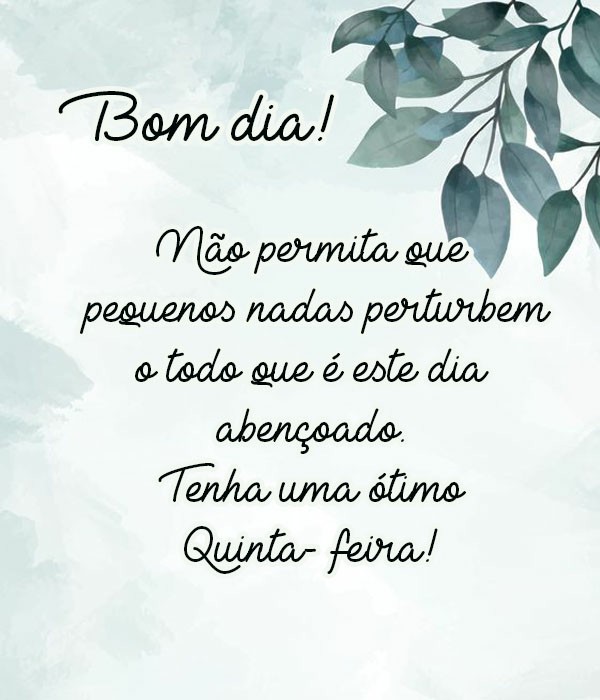 Bom dia!
Não permita que
pequenos nadas perturbem
o todo que é este dia
abençoado.
Tenha uma ótimo
Quinta- feira!